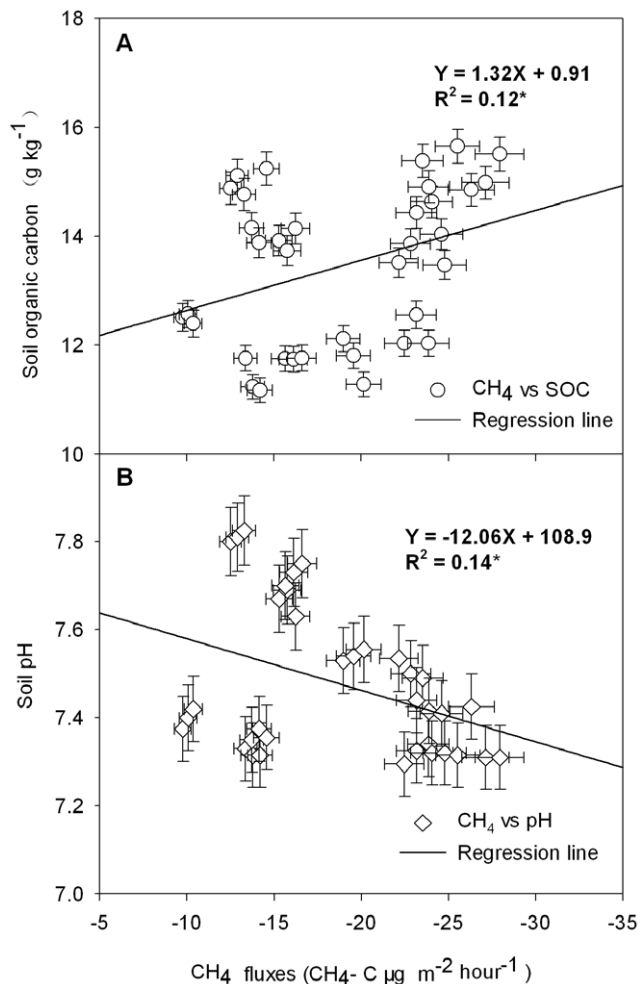 A
Y = 1.32X + 0.91
R² = 0.12*
18
16
14
12
10
Soil organic carbon （g kg⁻¹）
CH₄ vs SOC
Regression line
B
Y = -12.06X + 108.9
R² = 0.14*
7.8
7.6
7.4
7.2
7.0
Soil pH
CH₄ vs pH
Regression line
-5 -10 -15 -20 -25 -30 -35
CH₄ fluxes (CH₄- C µg m⁻² hour⁻¹)